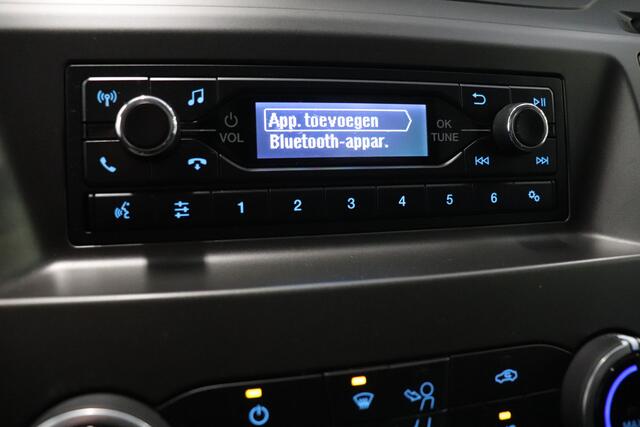 App. toevoegen
Bluetooth-appar.
VOL
OK
TUNE
1 2 3 4 5 6